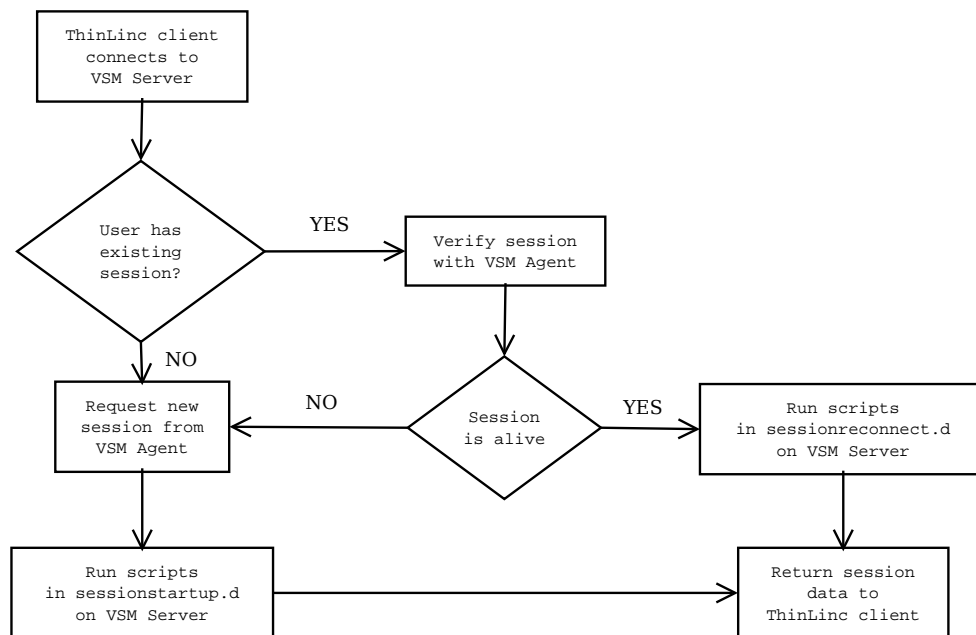 ThinLinc client
connects to
VSM Server
User has
existing
session?
YES
Verify session
with VSM Agent
NO
Request new
session from
VSM Agent
NO
Session
is alive
YES
Run scripts
in sessionreconnect.d
on VSM Server
Run scripts
in sessionstartup.d
on VSM Server
Return session
data to
ThinLinc client